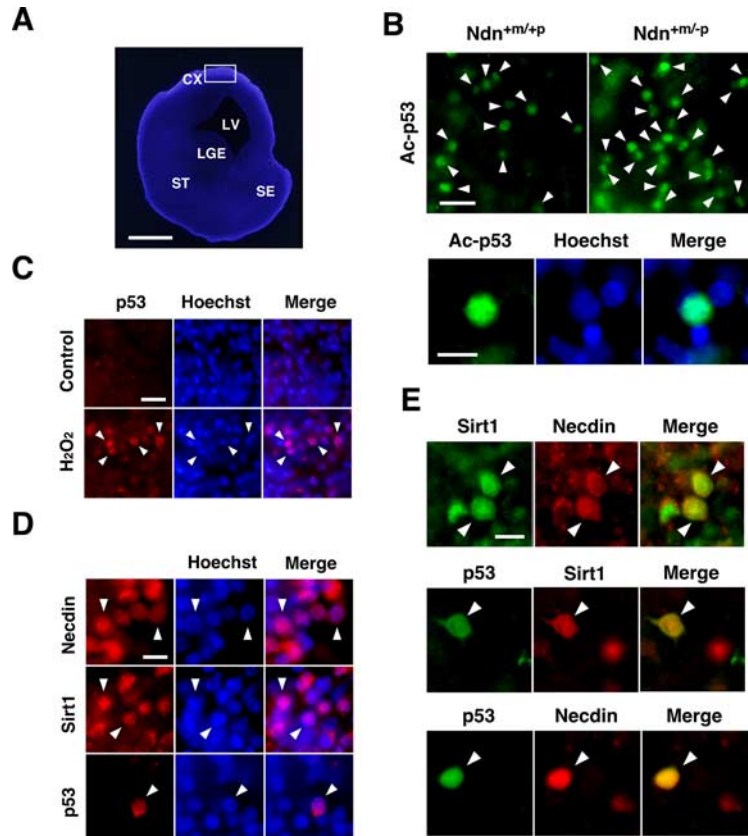 A
CX
LV
LGE
ST
SE
B
Ndn+m/+p Ndn+m/-p
Ac-p53
Ac-p53 Hoechst Merge
C
p53 Hoechst Merge
Control
H2O2
D
Hoechst Merge
Necdin
Sirt1
p53
E
Sirt1 Necdin Merge
p53 Sirt1 Merge
p53 Necdin Merge